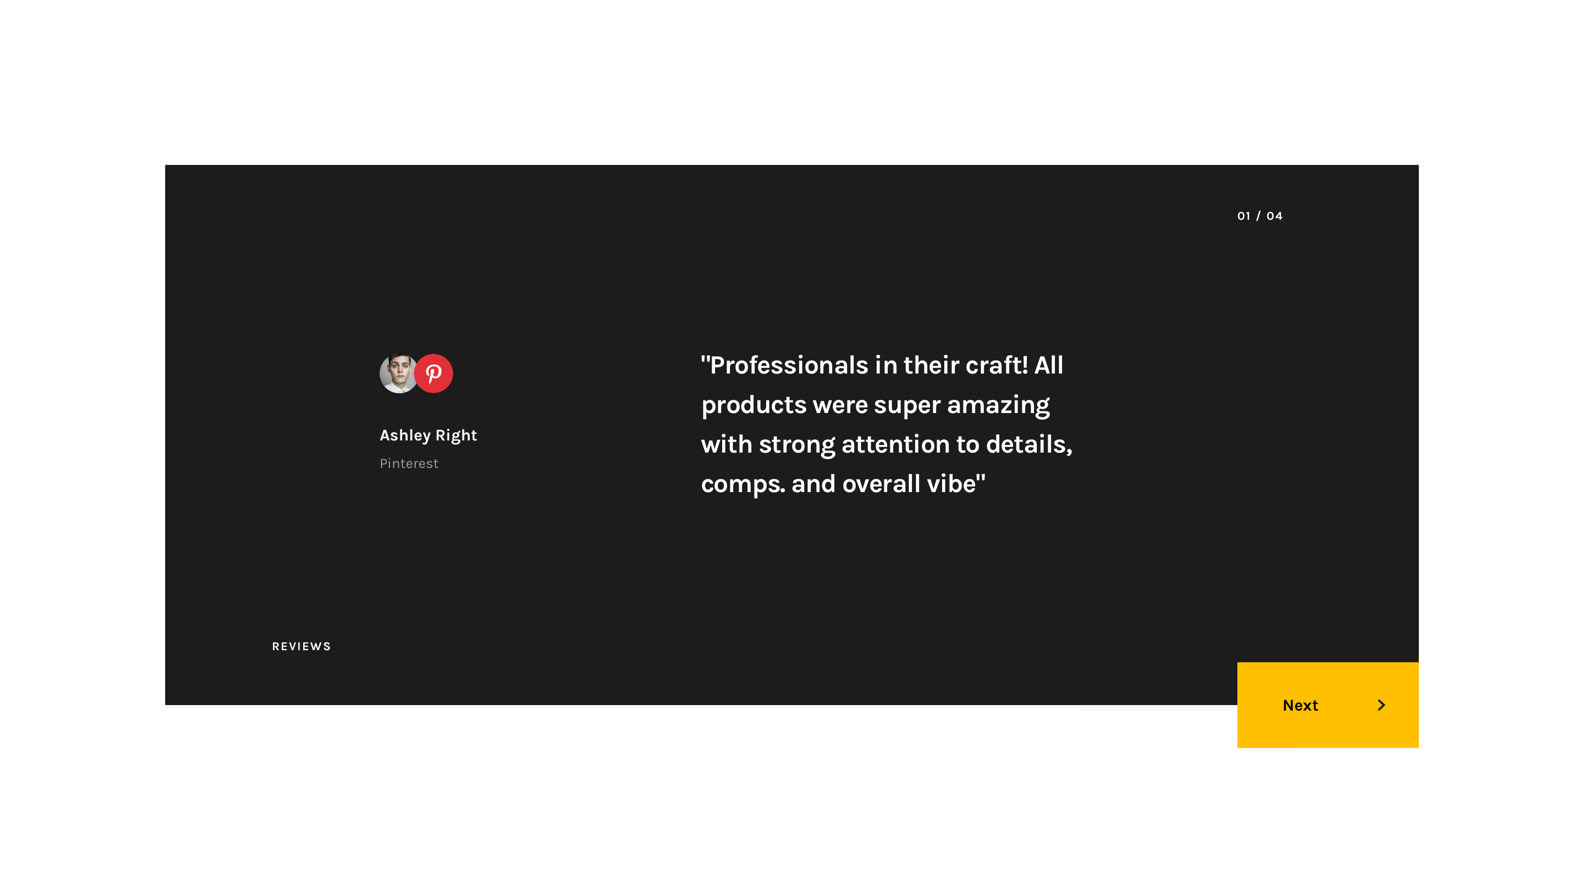 01 / 04
Ashley Right
Pinterest
"Professionals in their craft! All
products were super amazing
with strong attention to details,
comps. and overall vibe"
REVIEWS
Next